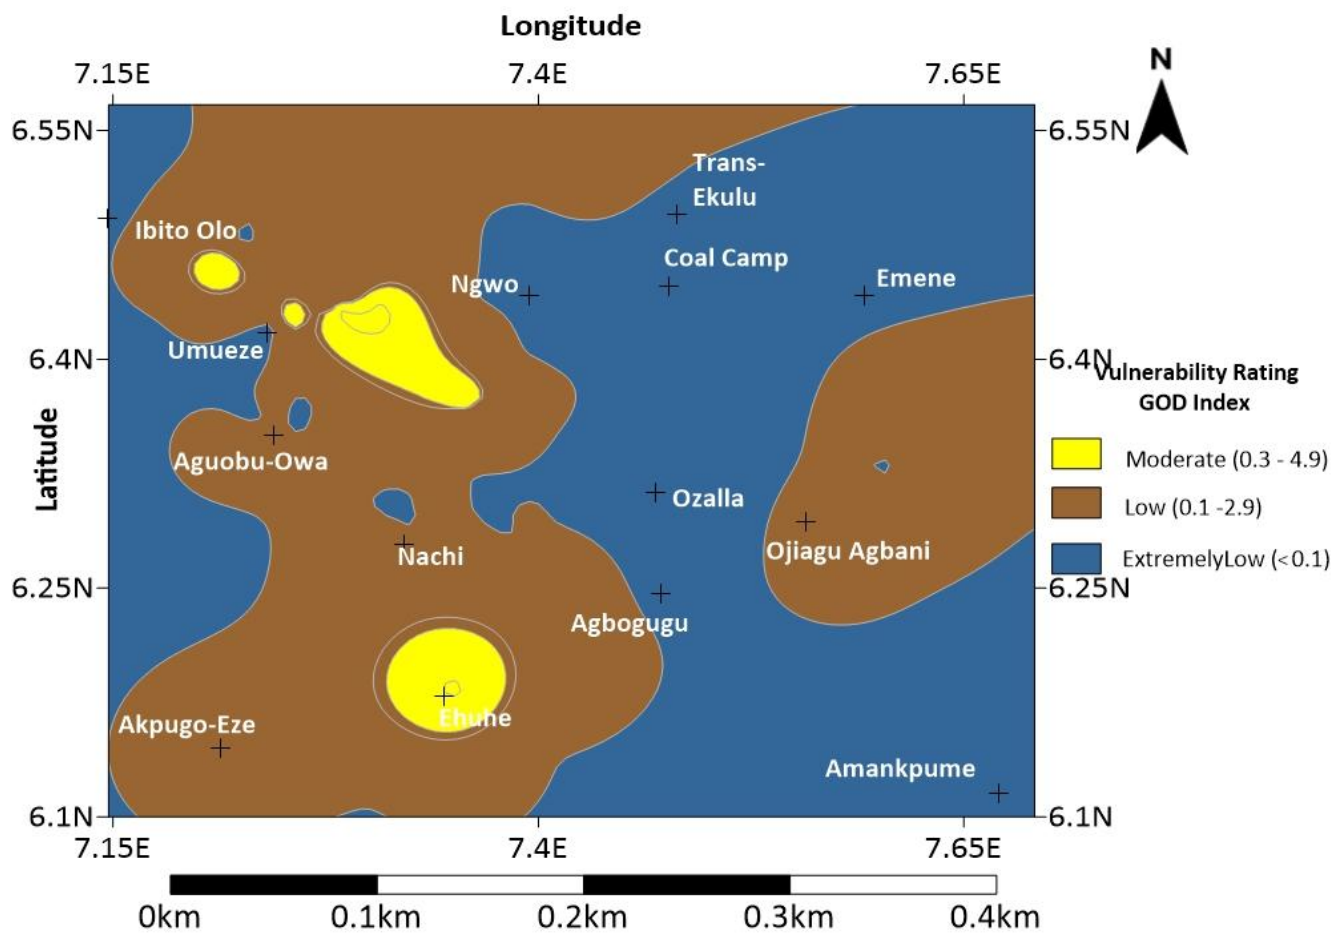 Longitude
7.15E 7.4E 7.65E
N
6.55N 6.55N
Trans-
Ekulu
Ibito Olo
Coal Camp
Ngwo Emene
Umueze
6.4N 6.4N
Vulnerability Rating
GOD Index
Latitude
Moderate (0.3 - 4.9)
Aguobu-Owa
Ozalla
Low (0.1 -2.9)
Nachi
Ojiagu Agbani
ExtremelyLow (<0.1)
6.25N 6.25N
Agbogugu
Ehuhe
Akpugo-Eze
Amankpume
6.1N 6.1N
7.15E 7.4E 7.65E
0km 0.1km 0.2km 0.3km 0.4km